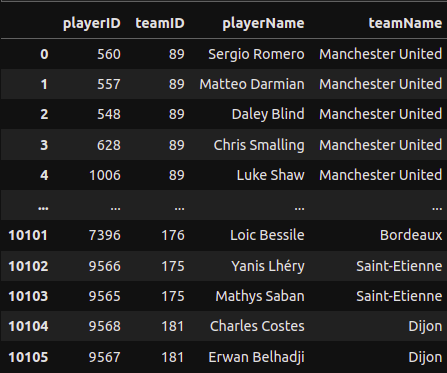 playerID teamID playerName teamName
0 560 89 Sergio Romero Manchester United
1 557 89 Matteo Darmian Manchester United
2 548 89 Daley Blind Manchester United
3 628 89 Chris Smalling Manchester United
4 1006 89 Luke Shaw Manchester United
... ... ... ... ...
10101 7396 176 Loic Bessile Bordeaux
10102 9566 175 Yanis Lhéry Saint-Etienne
10103 9565 175 Mathys Saban Saint-Etienne
10104 9568 181 Charles Costes Dijon
10105 9567 181 Erwan Belhadji Dijon